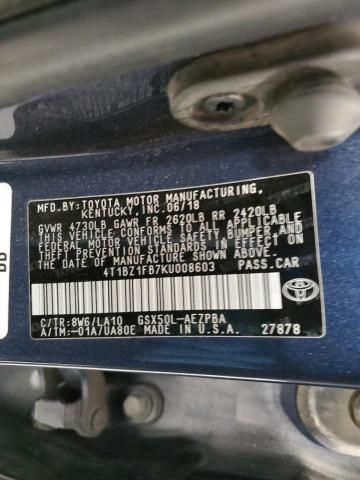 MFD. BY: TOYOTA MOTOR MANUFACTURING,
KENTUCKY, INC. 06/18
GVWR 4730LB GAWR FR 2620LB RR 2420LB
THIS VEHICLE CONFORMS TO ALL APPLICABLE
FEDERAL MOTOR VEHICLE SAFETY BUMPER AND
THEFT PREVENTION STANDARDS IN EFFECT ON
THE DATE OF MANUFACTURE SHOWN ABOVE.
4T1BZ1FB7KU008603 PASS.CAR
C/TR:8W6/LA10 GSX50L-AEZPBA
A/TM:-01A/UA80E MADE IN U.S.A. 27878
TOYOTA